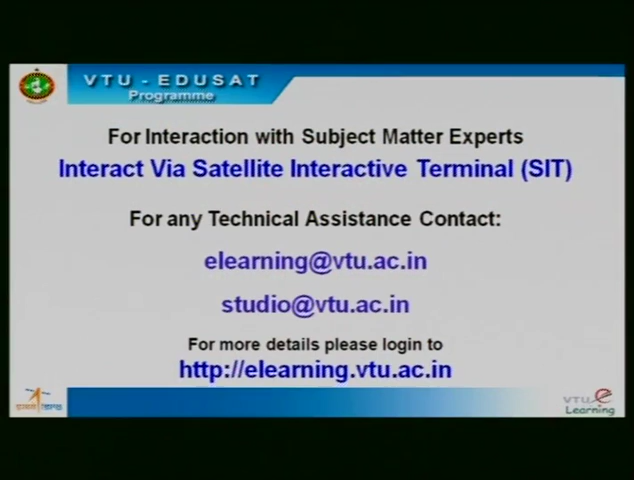 VTU - EDUSAT
Programme
For Interaction with Subject Matter Experts
Interact Via Satellite Interactive Terminal (SIT)
For any Technical Assistance Contact:
elearning@vtu.ac.in
studio@vtu.ac.in
For more details please login to
http://elearning.vtu.ac.in
VTU e
Learning